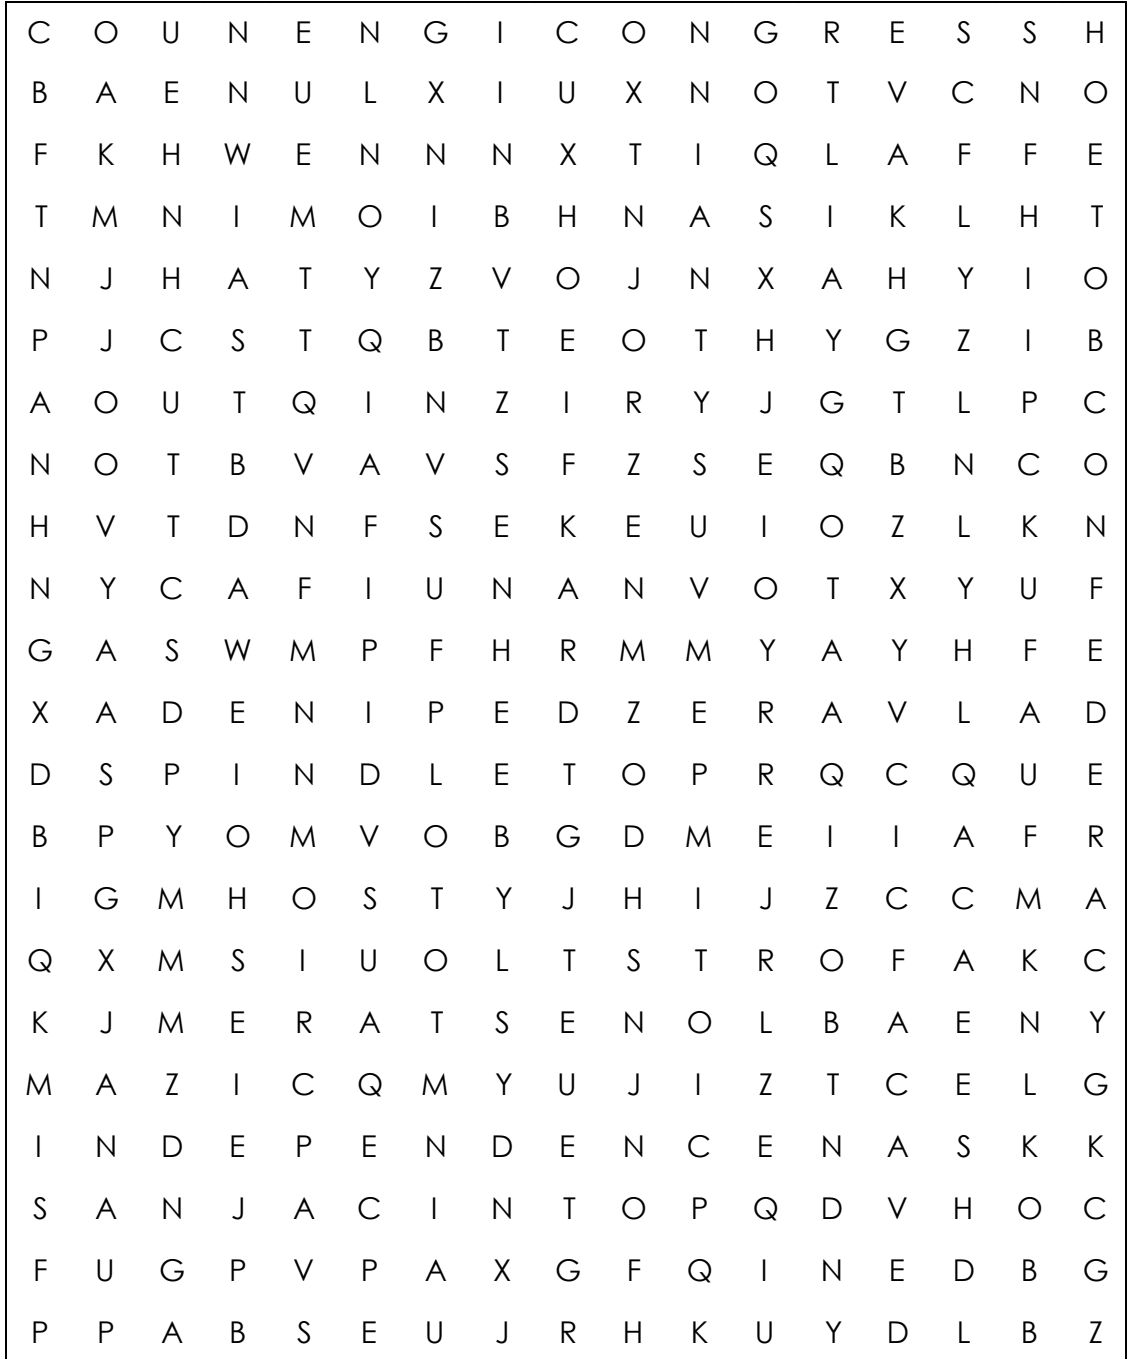 C O U N E N G I C O N G R E S S H
B A E N U L X I U X N O T V C N O
F K H W E N N N X T I Q L A F F E
T M N I M O I B H N A S I K L H T
N J H A T Y Z V O J N X A H Y I O
P J C S T Q B T E O T H Y G Z I B
A O U T Q I N Z I R Y J G T L P C
N O T B V A V S F Z S E Q B N C O
H V T D N F S E K E U I O Z L K N
N Y C A F I U N A N V O T X Y U F
G A S W M P F H R M M Y A Y H F E
X A D E N I P E D Z E R A V L A D
D S P I N D L E T O P R Q C Q U E
B P Y O M V O B G D M E I I A F R
I G M H O S T Y J H I J Z C C M A
Q X M S I U O L T S T R O F A K C
K J M E R A T S E N O L B A E N Y
M A Z I C Q M Y U J I Z T C E L G
I N D E P E N D E N C E N A S K K
S A N J A C I N T O P Q D V H O C
F U G P V P A X G F Q I N E D B G
P P A B S E U J R H K U Y D L B Z